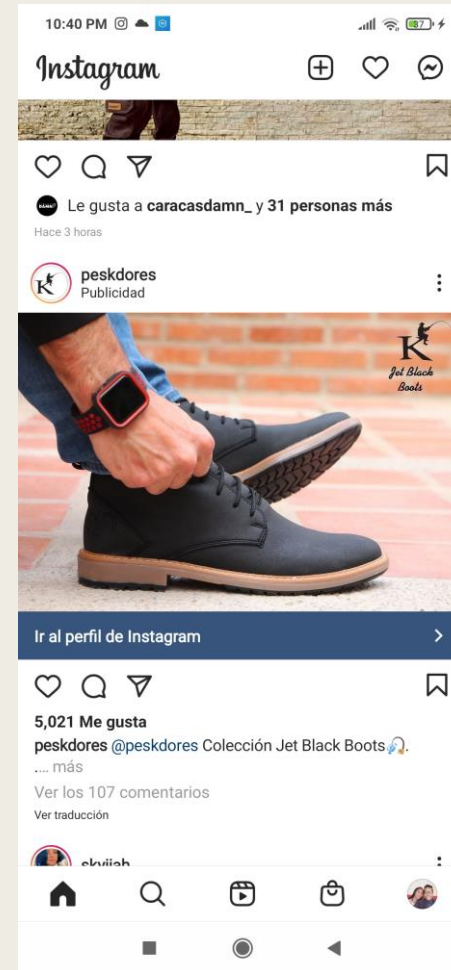 10:40 PM
87
Instagram
Le gusta a caracasdamn_ y 31 personas más
Hace 3 horas
K
peskdores
Publicidad
K
Jet Black
Boots
Ir al perfil de Instagram
5,021 Me gusta
peskdores @peskdores Colección Jet Black Boots🎣.
.... más
Ver los 107 comentarios
Ver traducción